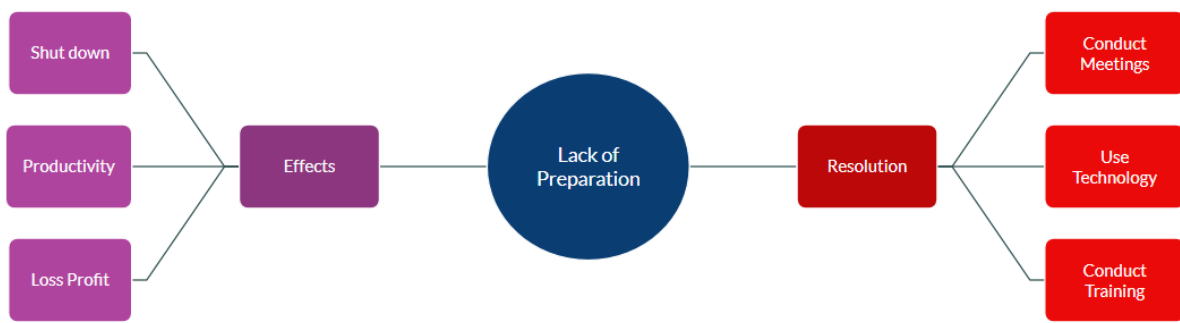 Shut down
Productivity
Loss Profit
Effects
Lack of
Preparation
Resolution
Conduct
Meetings
Use
Technology
Conduct
Training